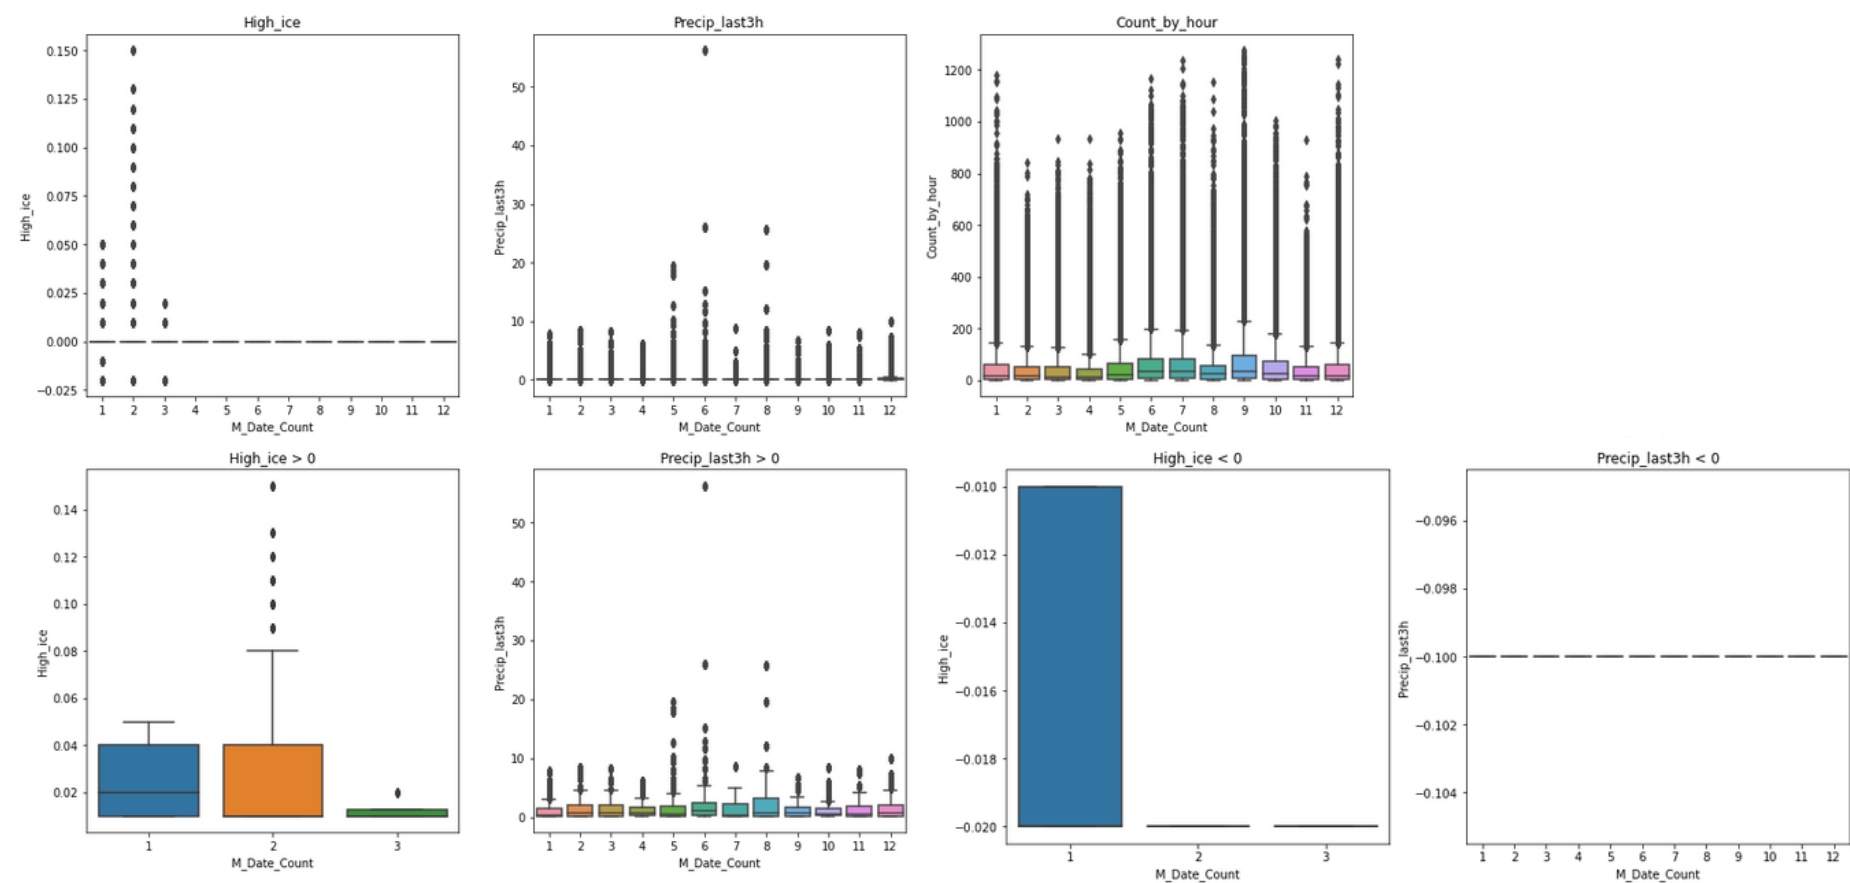 High_ice
High_ice
0.150
0.125
0.100
0.075
0.050
0.025
0.000
−0.025
1 2 3 4 5 6 7 8 9 10 11 12
M_Date_Count
Precip_last3h
Precip_last3h
50
40
30
20
10
0
1 2 3 4 5 6 7 8 9 10 11 12
M_Date_Count
Count_by_hour
Count_by_hour
1200
1000
800
600
400
200
0
1 2 3 4 5 6 7 8 9 10 11 12
M_Date_Count
High_ice > 0
High_ice
0.14
0.12
0.10
0.08
0.06
0.04
0.02
1 2 3
M_Date_Count
Precip_last3h > 0
Precip_last3h
50
40
30
20
10
0
1 2 3 4 5 6 7 8 9 10 11 12
M_Date_Count
High_ice < 0
High_ice
−0.010
−0.012
−0.014
−0.016
−0.018
−0.020
1 2 3
M_Date_Count
Precip_last3h < 0
Precip_last3h
−0.096
−0.098
−0.100
−0.102
−0.104
1 2 3 4 5 6 7 8 9 10 11 12
M_Date_Count